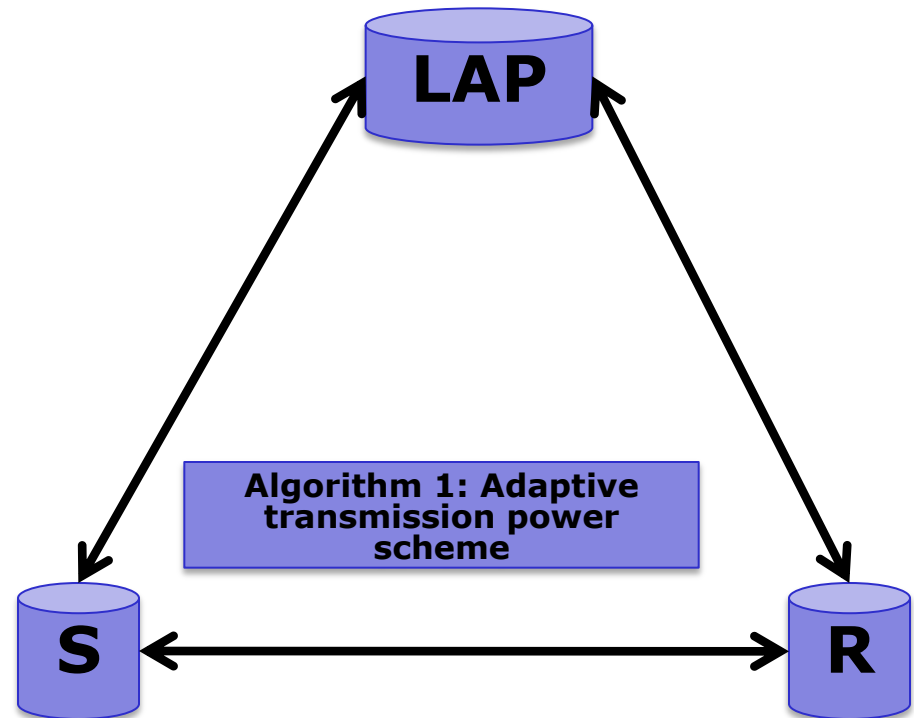 LAP
Algorithm 1: Adaptive
transmission power
scheme
S
R